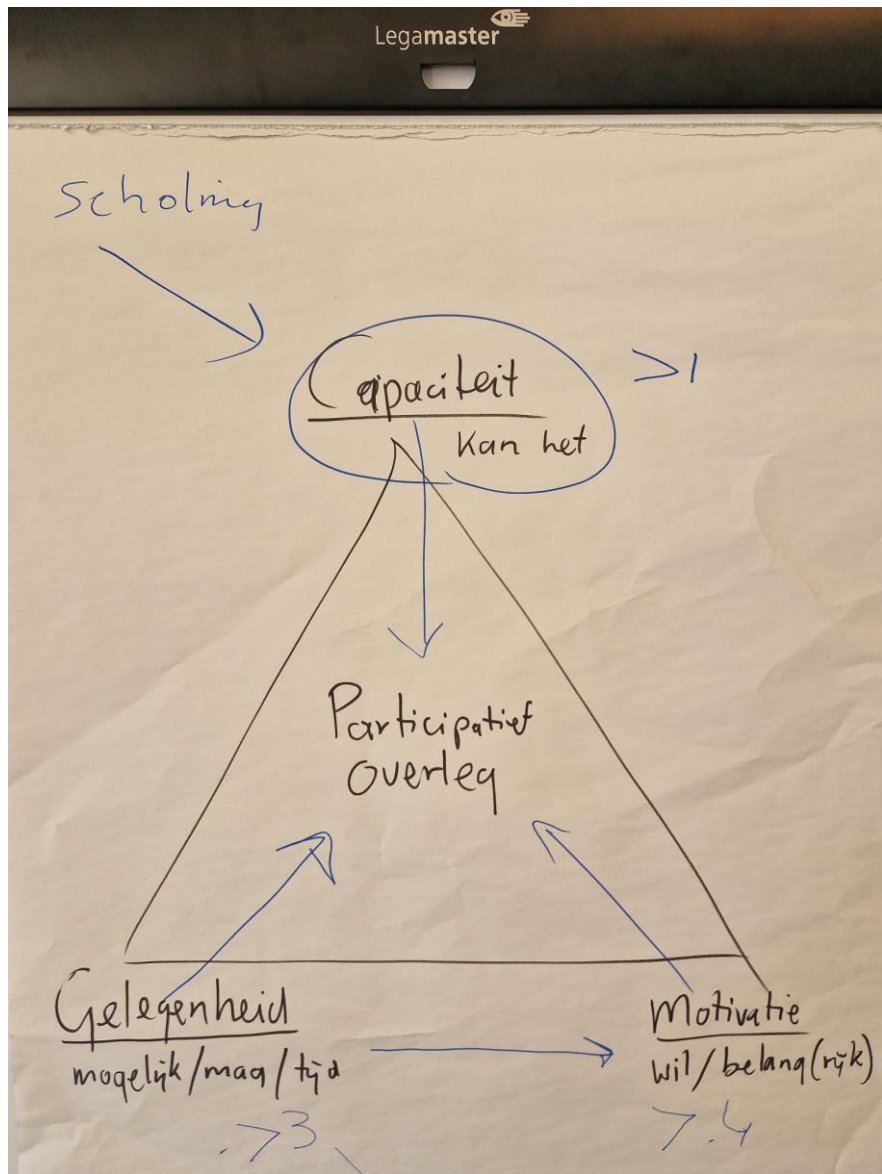 Legamaster
Scholing
Capaciteit
>1
Kan het
Participatief
overleg
Gelegenheid
mogelijk/mag/tijd
>3
Motivatie
wil/belang(rijk)
>.4